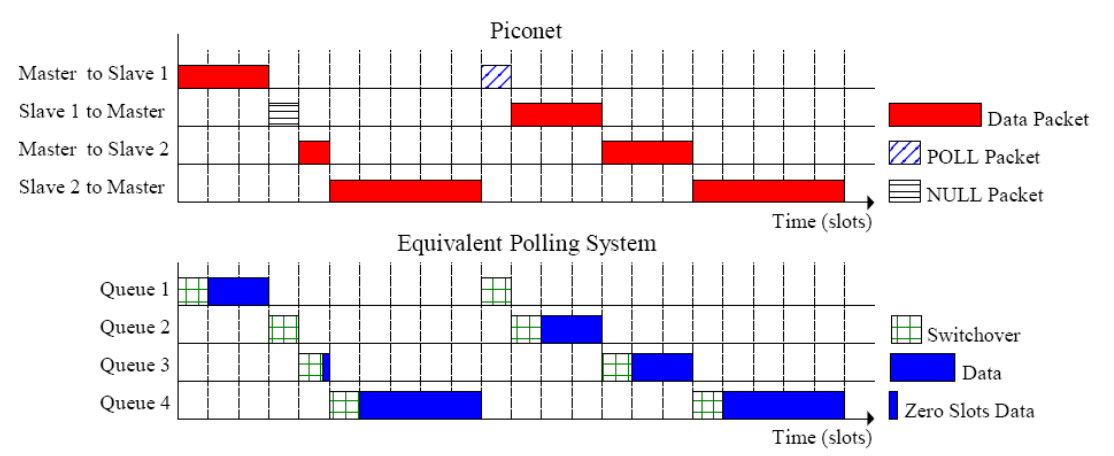 Piconet
Master to Slave 1
Slave 1 to Master
Master to Slave 2
Slave 2 to Master
Data Packet
POLL Packet
NULL Packet
Time (slots)
Equivalent Polling System
Queue 1
Queue 2
Queue 3
Queue 4
Switchover
Data
Zero Slots Data
Time (slots)